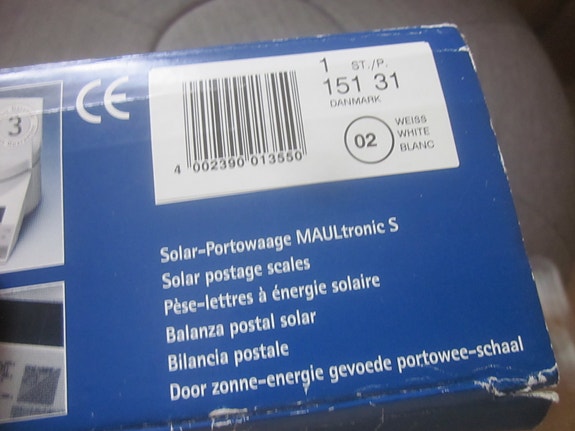 3
CE
1 ST./P.
151 31
DANMARK
02
WEISS
WHITE
BLANC
4 002390 013550
Solar-Portowaage MAULtronic S
Solar postage scales
Pèse-lettres à énergie solaire
Balanza postal solar
Bilancia postale
Door zonne-energie gevoede portowee-schaal